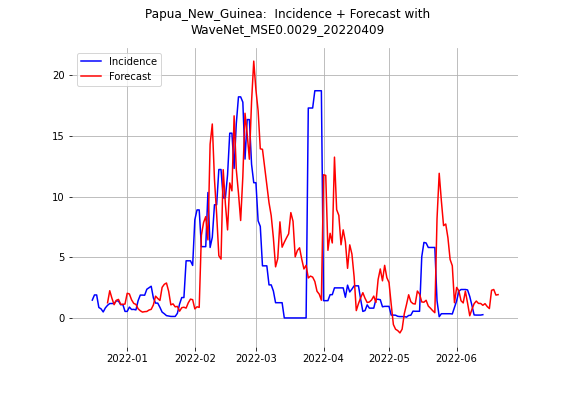 Papua_New_Guinea:  Incidence + Forecast with
WaveNet_MSE0.0029_20220409
Incidence
Forecast
20
15
10
5
0
2022-01
2022-02
2022-03
2022-04
2022-05
2022-06